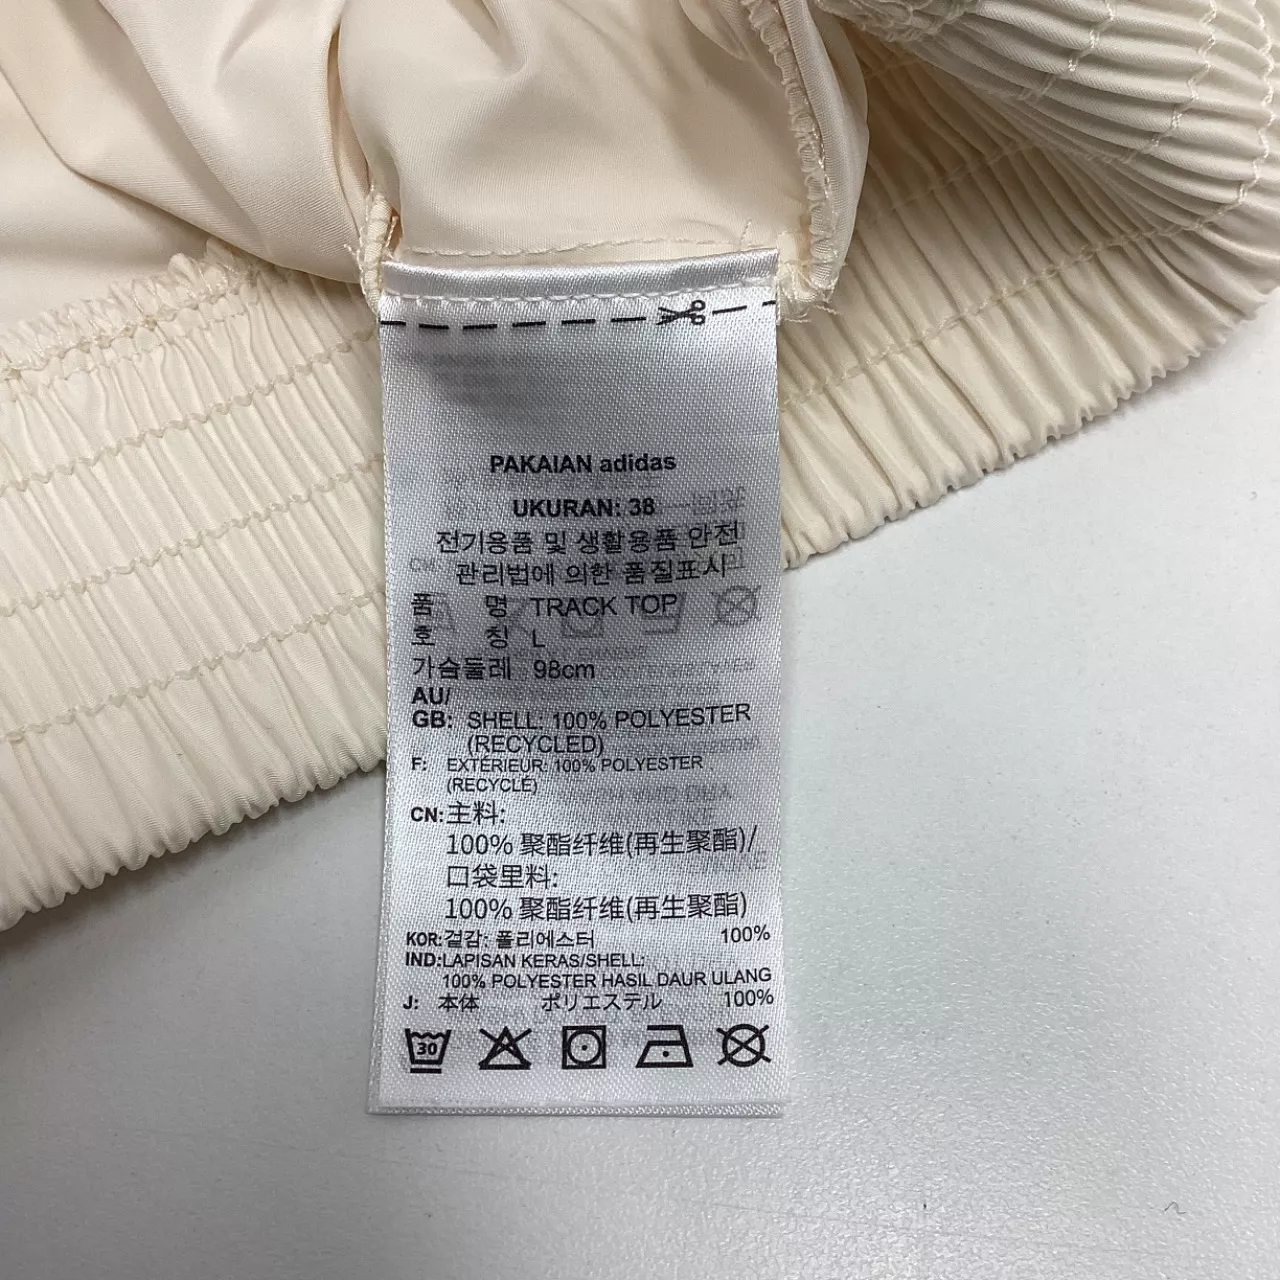 PAKAIAN adidas
UKURAN: 38
전기용품 및 생활용품 안전
관리법에 의한 품질표시
품 명 TRACK TOP
호 칭 L
가슴둘레 98cm
AU/
GB: SHELL: 100% POLYESTER
(RECYCLED)
F: EXTÉRIEUR: 100% POLYESTER
(RECYCLÉ)
CN: 主料:
100% 聚酯纤维(再生聚酯)/
口袋里料:
100% 聚酯纤维(再生聚酯)
KOR: 겉감: 폴리에스터 100%
IND: LAPISAN KERAS/SHELL:
100% POLYESTER HASIL DAUR ULANG
J: 本体 ポリエステル 100%
30